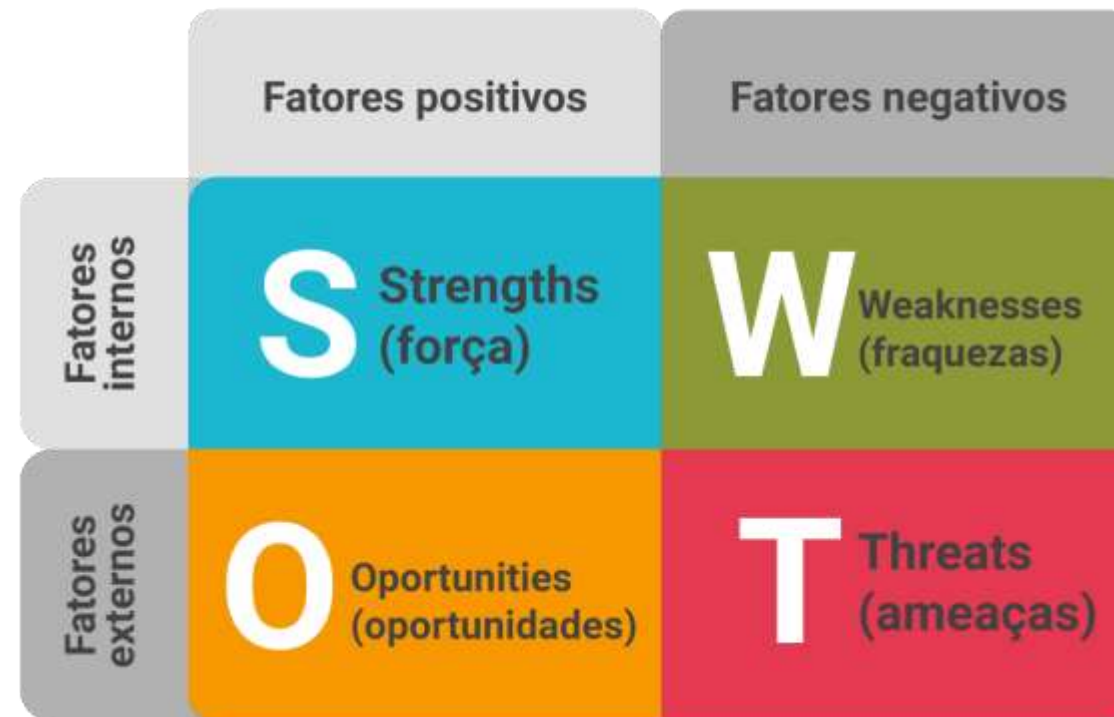 Fatores positivos
Fatores negativos
Fatores
internos
S
Strengths
(força)
W
Weaknesses
(fraquezas)
Fatores
externos
O
Oportunities
(oportunidades)
T
Threats
(ameaças)